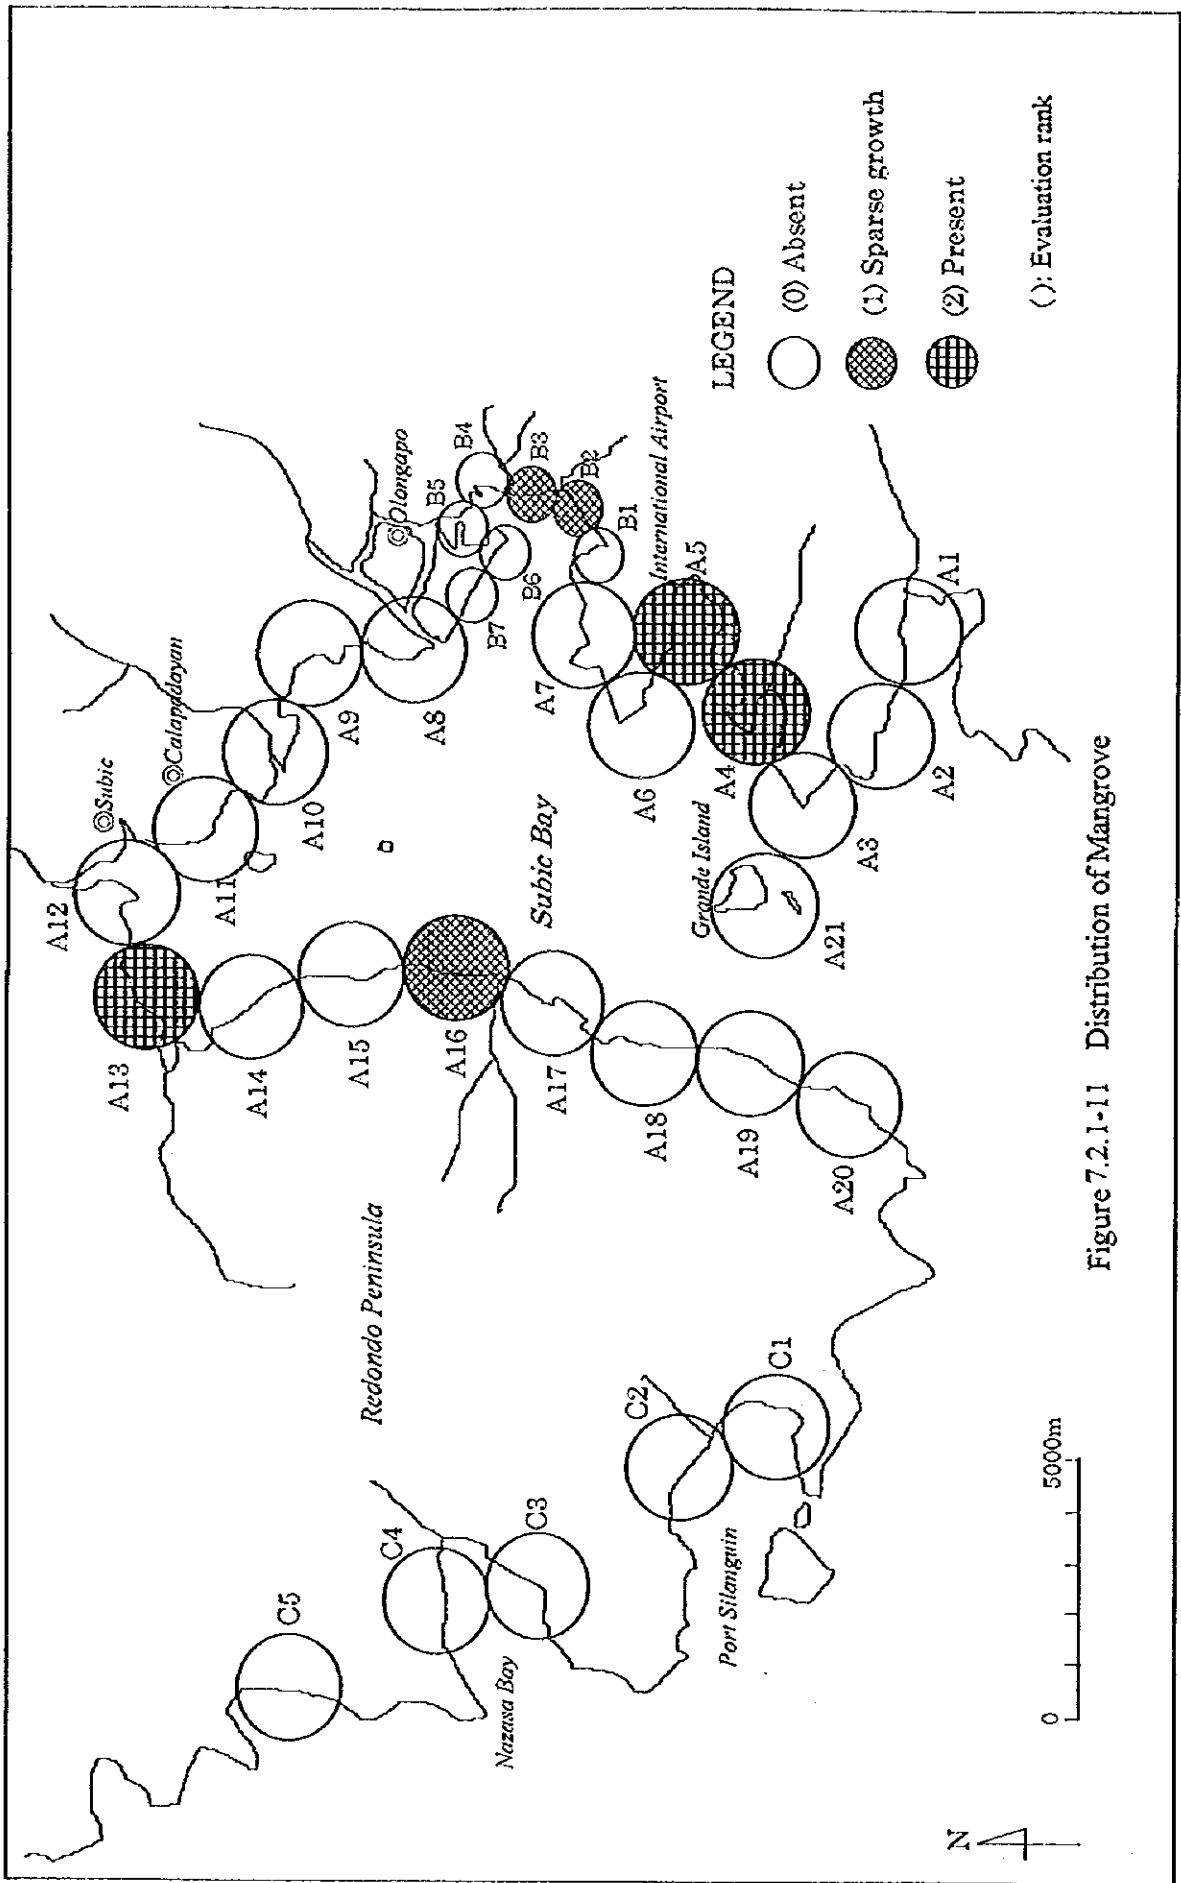 A12
A13
A14
A15
A16
A17
A18
A19
A20
A11
A10
A9
A8
A7
A6
A5
A4
A3
A2
A1
A21
B7
B6
B5
B4
B3
B2
B1
C5
C4
C3
C2
C1
Subic
Calapadayan
Olongapo
Redondo Peninsula
Subic Bay
Grande Island
International Airport
Nazasa Bay
Port Silanguin
N
0
5000m
LEGEND
(0) Absent
(1) Sparse growth
(2) Present
( ): Evaluation rank
Figure 7.2.1-11 Distribution of Mangrove